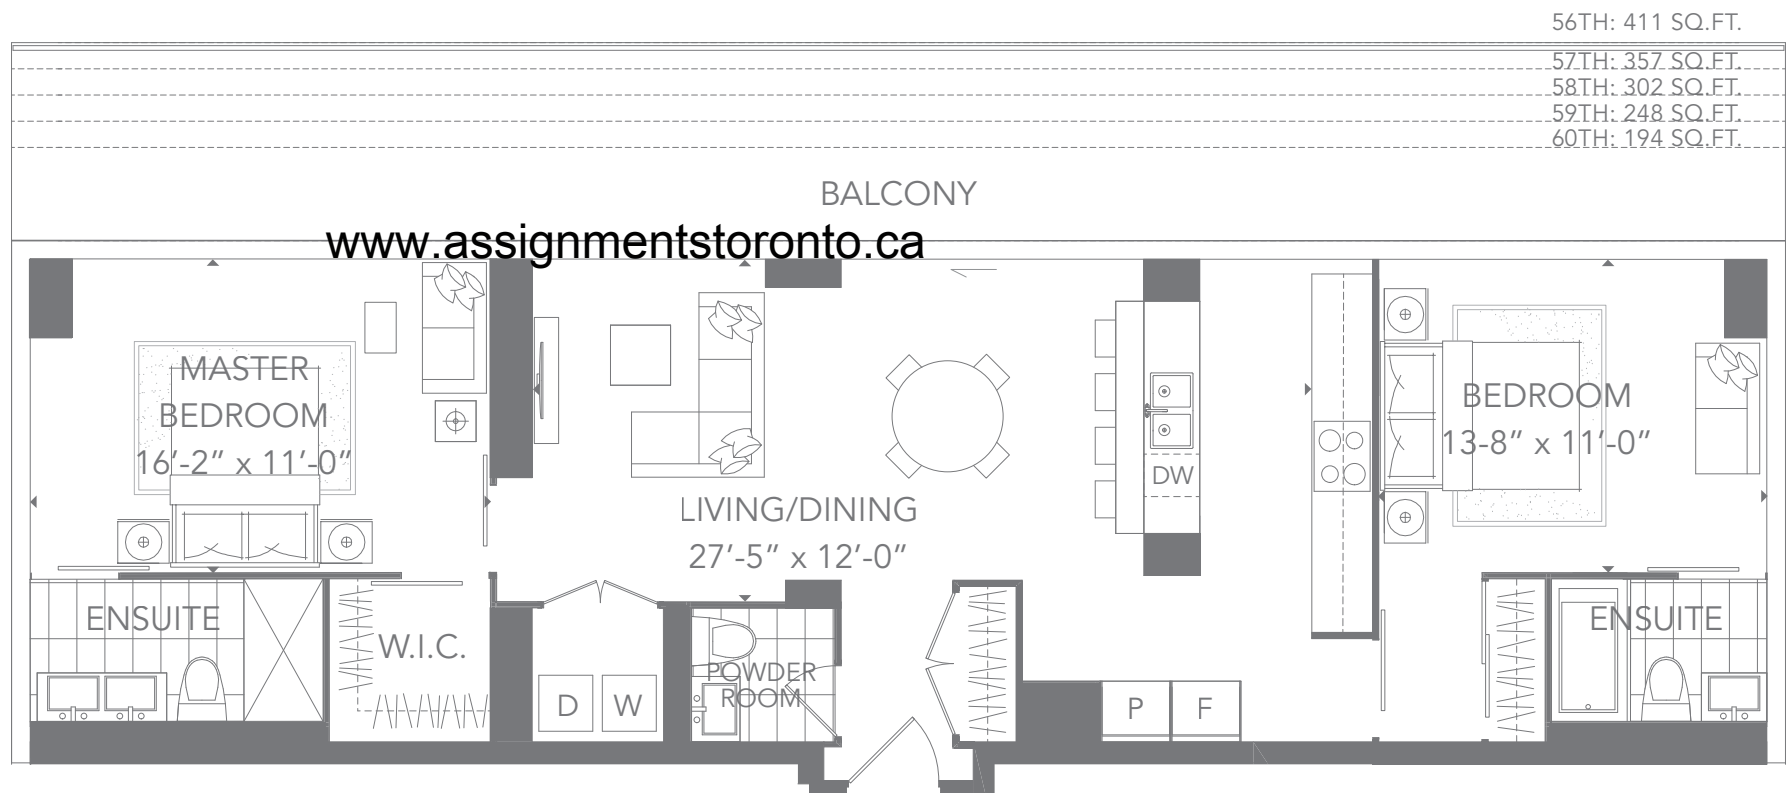 56TH: 411 SQ.FT.
57TH: 357 SQ.FT.
58TH: 302 SQ.FT.
59TH: 248 SQ.FT.
60TH: 194 SQ.FT.
BALCONY
www.assignmentstoronto.ca
MASTER
BEDROOM
16'-2" x 11'-0"
LIVING/DINING
27'-5" x 12'-0"
DW
BEDROOM
13-8" x 11'-0"
ENSUITE
W.I.C.
D
W
POWDER
ROOM
P
F
ENSUITE